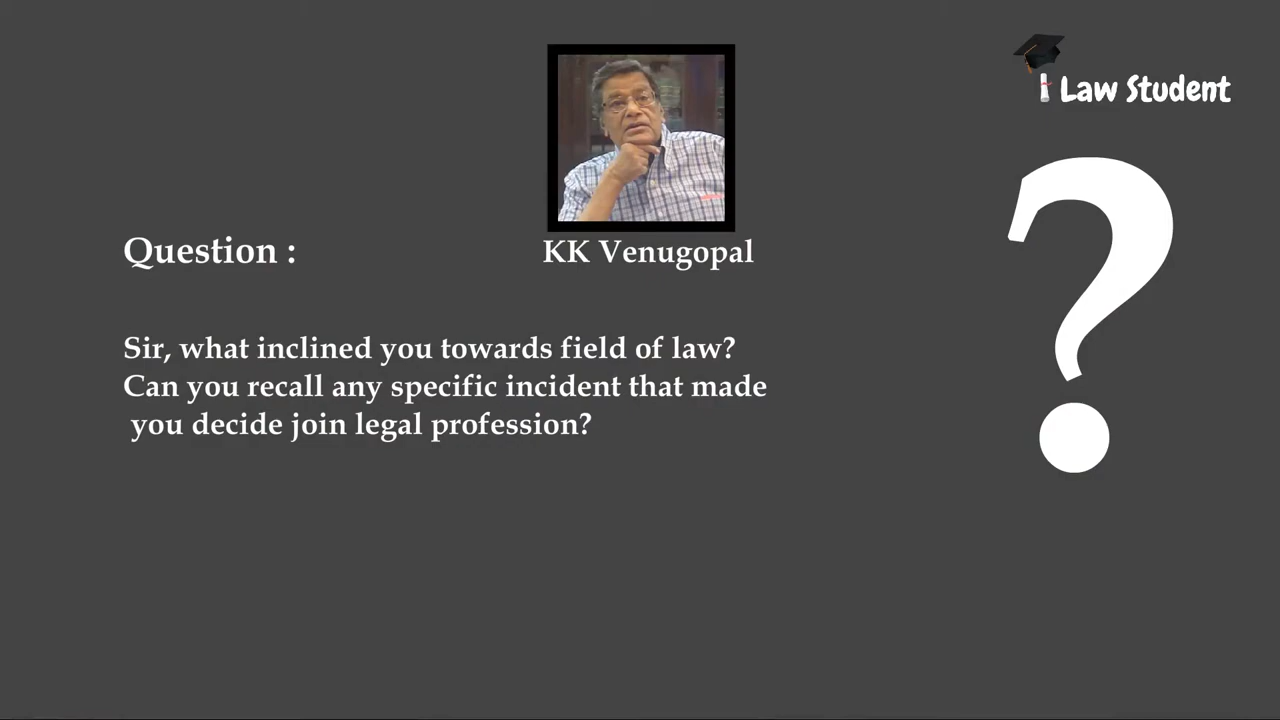 Law Student
Question :
KK Venugopal
Sir, what inclined you towards field of law?
Can you recall any specific incident that made
you decide join legal profession?
?